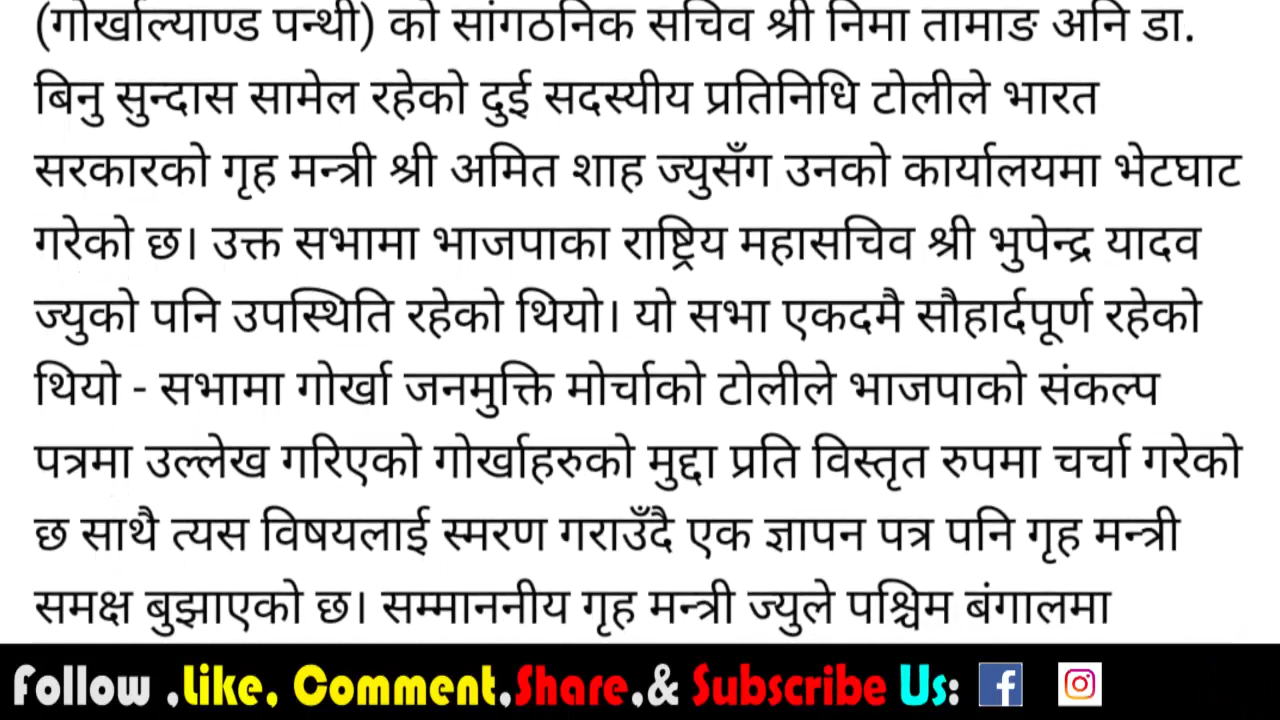 (गोर्खाल्याण्ड पन्थी) को सांगठनिक सचिव श्री निमा तामाङ अनि डा.
बिनु सुन्दास सामेल रहेको दुई सदस्यीय प्रतिनिधि टोलीले भारत
सरकारको गृह मन्त्री श्री अमित शाह ज्युसँग उनको कार्यालयमा भेटघाट
गरेको छ। उक्त सभामा भाजपाका राष्ट्रिय महासचिव श्री भुपेन्द्र यादव
ज्युको पनि उपस्थिति रहेको थियो। यो सभा एकदमै सौहार्दपूर्ण रहेको
थियो - सभामा गोर्खा जनमुक्ति मोर्चाको टोलीले भाजपाको संकल्प
पत्रमा उल्लेख गरिएको गोर्खाहरुको मुद्दा प्रति विस्तृत रुपमा चर्चा गरेको
छ साथै त्यस विषयलाई स्मरण गराउँदै एक ज्ञापन पत्र पनि गृह मन्त्री
समक्ष बुझाएको छ। सम्माननीय गृह मन्त्री ज्युले पश्चिम बंगालमा
Follow ,Like, Comment,Share,& Subscribe Us: